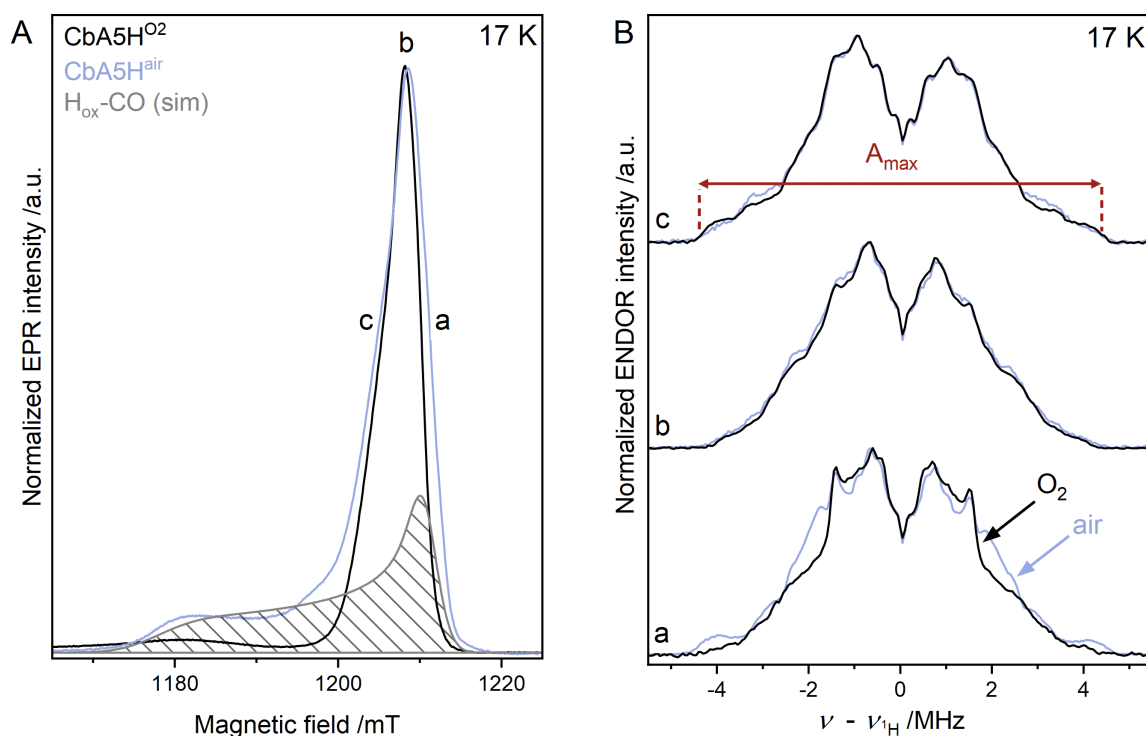 A
CbA5H^O2
CbA5H^air
H_ox-CO (sim)
17 K
b
c
a
Normalized EPR intensity /a.u.
1180
1200
1220
Magnetic field /mT
B
17 K
A_max
c
b
O_2
air
a
Normalized ENDOR intensity /a.u.
-4
-2
0
2
4
ν - ν_¹H /MHz